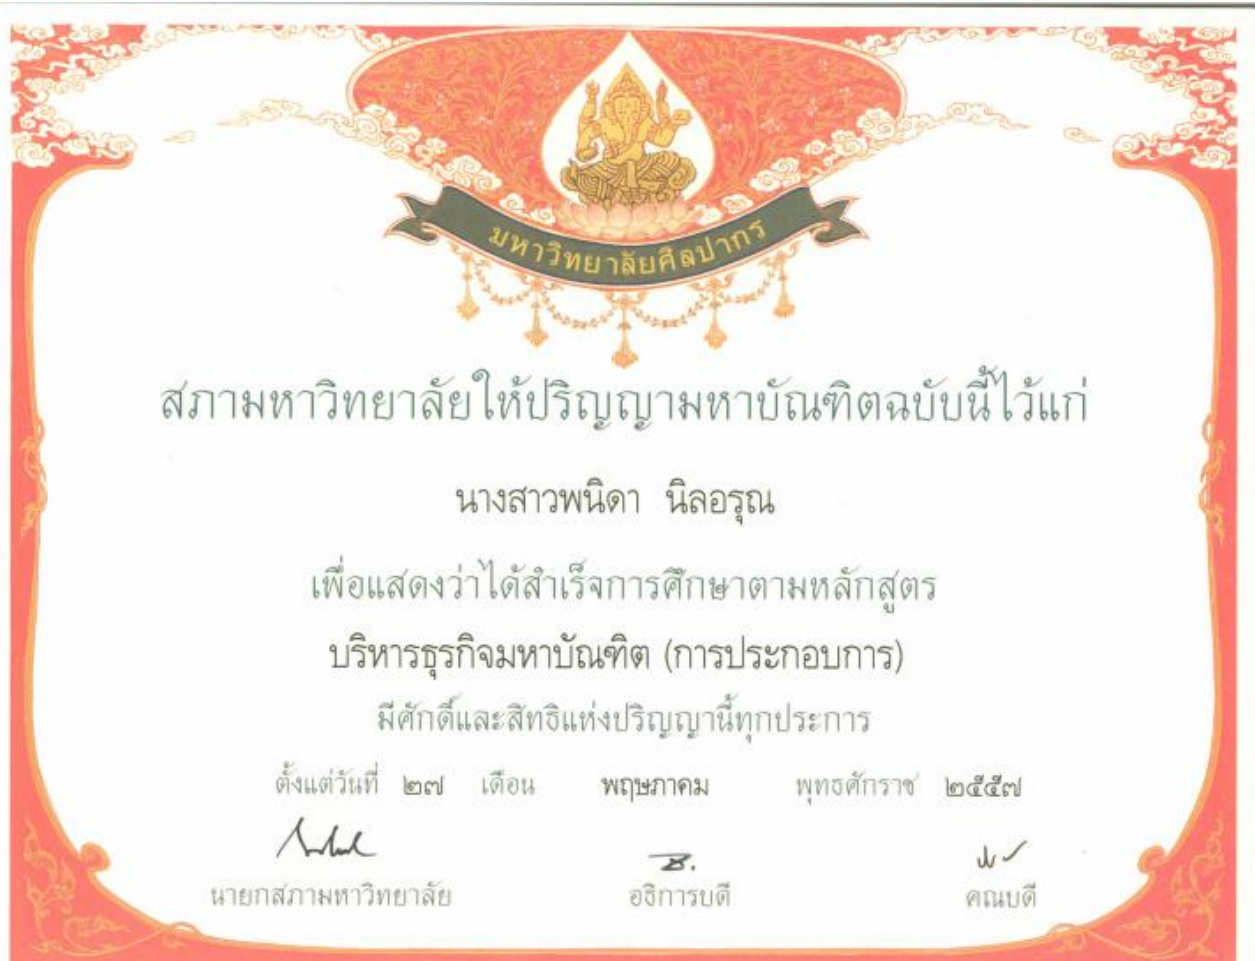 มหาวิทยาลัยศิลปากร
สภามหาวิทยาลัยให้ปริญญามหาบัณฑิตฉบับนี้ไว้แก่
นางสาวพนิดา นิลอรุณ
เพื่อแสดงว่าได้สำเร็จการศึกษาตามหลักสูตร
บริหารธุรกิจมหาบัณฑิต (การประกอบการ)
มีศักดิ์และสิทธิแห่งปริญญานี้ทุกประการ
ตั้งแต่วันที่ ๒๗ เดือน พฤษภาคม พุทธศักราช ๒๕๕๗
นายกสภามหาวิทยาลัย อธิการบดี คณบดี